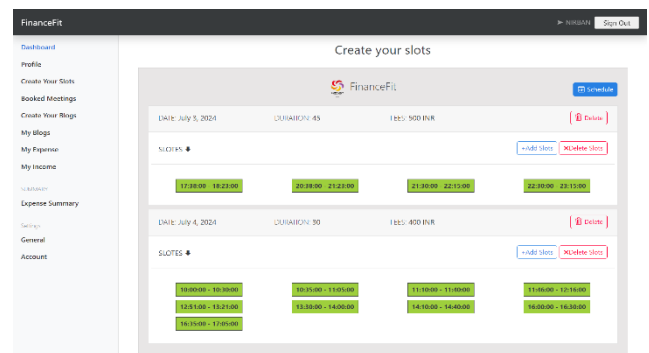 FinanceFit
➤ NIRBAN Sign Out
Dashboard
Profile
Create Your Slots
Booked Meetings
Create Your Blogs
My Blogs
My Expense
My Income
SUMMARY
Expense Summary
Settings
General
Account
Create your slots
FinanceFit
Schedule
DATE: July 3, 2024 DURATION: 45 FEES: 500 INR Delete
SLOTES 🡇 +Add Slots ✕Delete Slots
17:38:00 - 18:23:00 20:38:00 - 21:23:00 21:30:00 - 22:15:00 22:30:00 - 23:15:00
DATE: July 4, 2024 DURATION: 30 FEES: 400 INR Delete
SLOTES 🡇 +Add Slots ✕Delete Slots
10:00:00 - 10:30:00 10:35:00 - 11:05:00 11:10:00 - 11:40:00 11:46:00 - 12:16:00
12:51:00 - 13:21:00 13:30:00 - 14:00:00 14:10:00 - 14:40:00 16:00:00 - 16:30:00
16:35:00 - 17:05:00